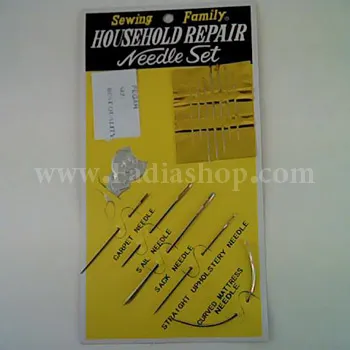 Sewing Family
HOUSEHOLD REPAIR
Needle Set
www.nadiashop.com
CARPET NEEDLE
SAIL NEEDLE
SACK NEEDLE
STRAIGHT UPHOLSTERY NEEDLE
CURVED MATTRESS
NEEDLE